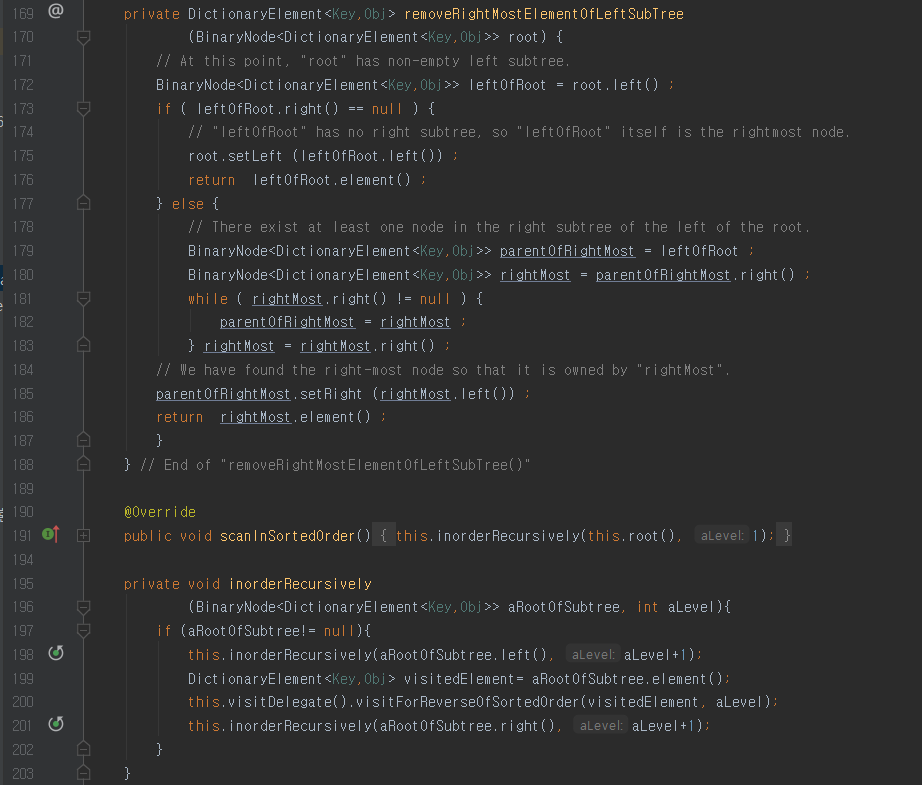 169 @ private DictionaryElement<Key,Obj> removeRightMostElementOfLeftSubTree
170 (BinaryNode<DictionaryElement<Key,Obj>> root) {
171 // At this point, "root" has non-empty left subtree.
172 BinaryNode<DictionaryElement<Key,Obj>> leftOfRoot = root.left() ;
173 if ( leftOfRoot.right() == null ) {
174 // "leftOfRoot" has no right subtree, so "leftOfRoot" itself is the rightmost node.
175 root.setLeft (leftOfRoot.left()) ;
176 return leftOfRoot.element() ;
177 } else {
178 // There exist at least one node in the right subtree of the left of the root.
179 BinaryNode<DictionaryElement<Key,Obj>> parentOfRightMost = leftOfRoot ;
180 BinaryNode<DictionaryElement<Key,Obj>> rightMost = parentOfRightMost.right() ;
181 while ( rightMost.right() != null ) {
182 parentOfRightMost = rightMost ;
183 } rightMost = rightMost.right() ;
184 // We have found the right-most node so that it is owned by "rightMost".
185 parentOfRightMost.setRight (rightMost.left()) ;
186 return rightMost.element() ;
187 }
188 } // End of "removeRightMostElementOfLeftSubTree()"
189
190 @Override
191 public void scanInSortedOrder() { this.inorderRecursively(this.root(), aLevel: 1); }
194
195 private void inorderRecursively
196 (BinaryNode<DictionaryElement<Key,Obj>> aRootOfSubtree, int aLevel){
197 if (aRootOfSubtree!= null){
198 this.inorderRecursively(aRootOfSubtree.left(), aLevel: aLevel+1);
199 DictionaryElement<Key,Obj> visitedElement= aRootOfSubtree.element();
200 this.visitDelegate().visitForReverseOfSortedOrder(visitedElement, aLevel);
201 this.inorderRecursively(aRootOfSubtree.right(), aLevel: aLevel+1);
202 }
203 }